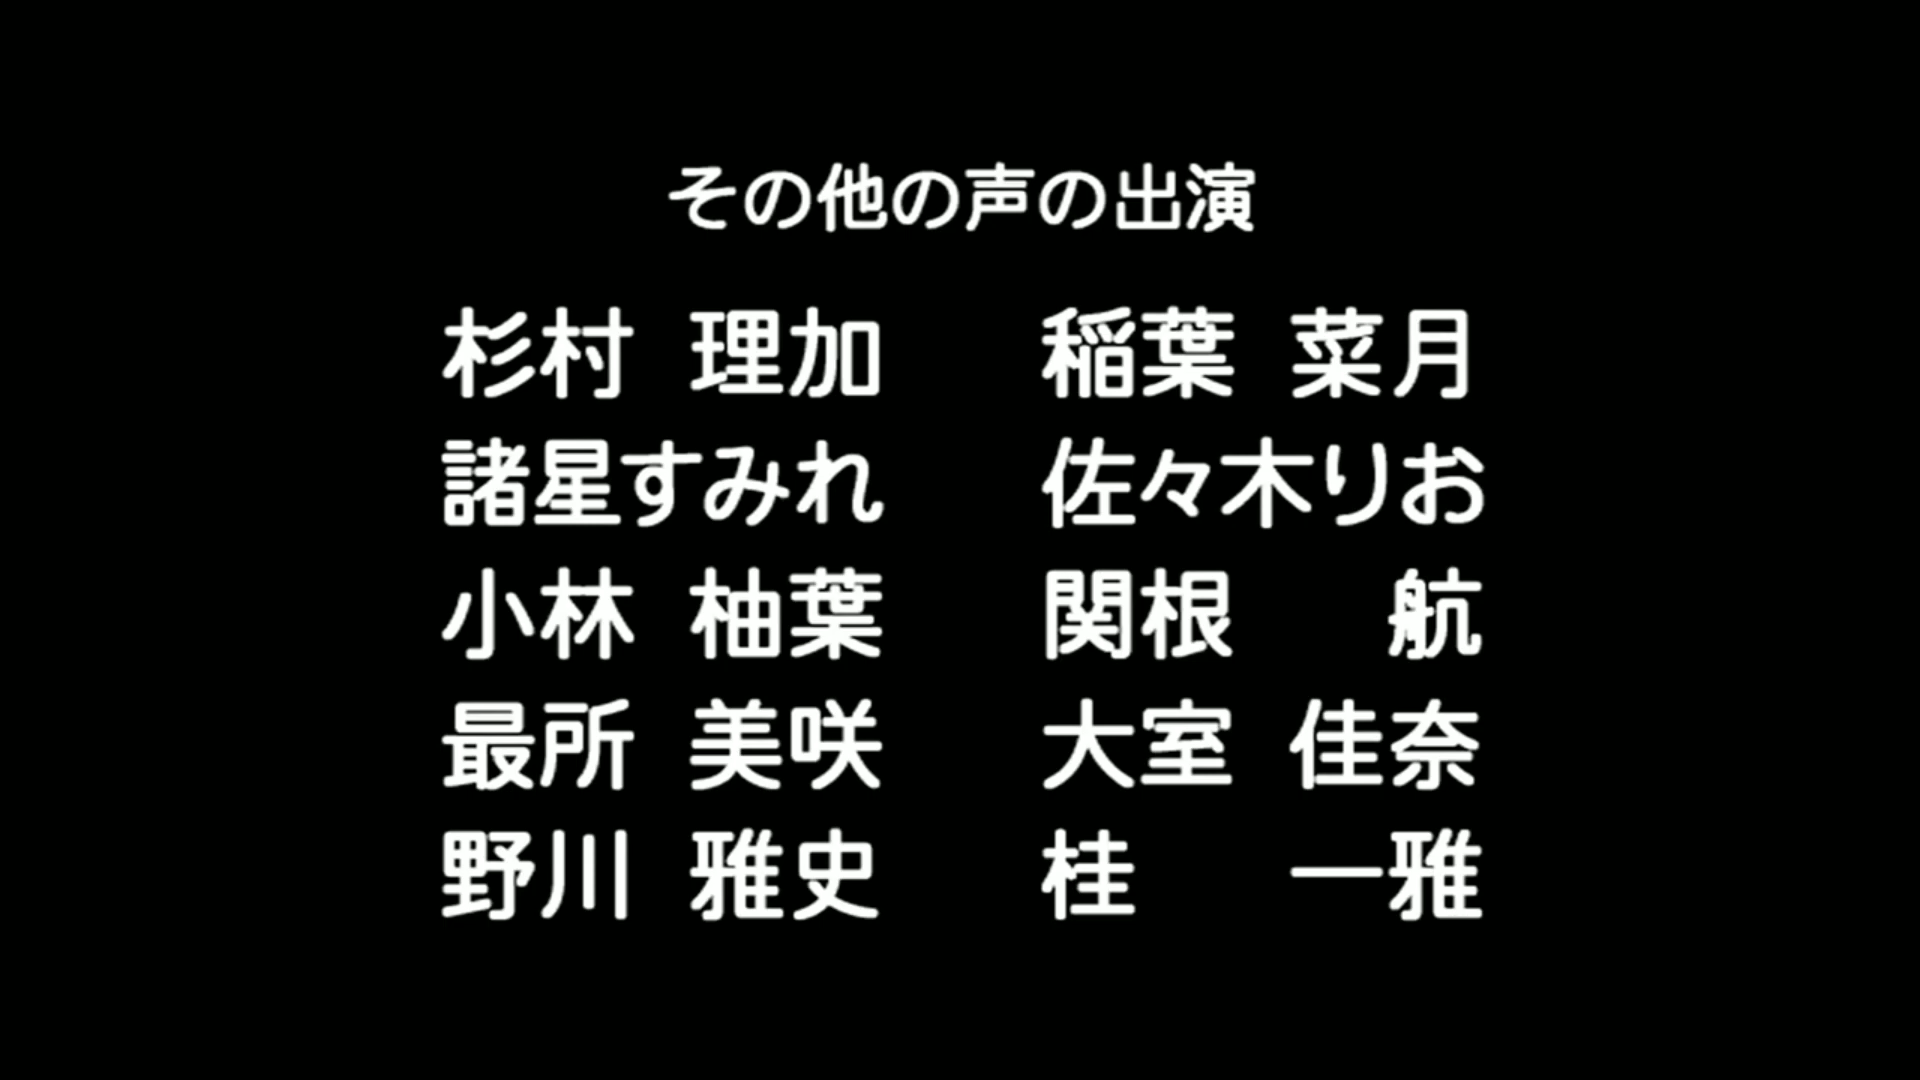 その他の声の出演
杉村 理加 稲葉 菜月
諸星すみれ 佐々木りお
小林 柚葉 関根 航
最所 美咲 大室 佳奈
野川 雅史 桂 一雅